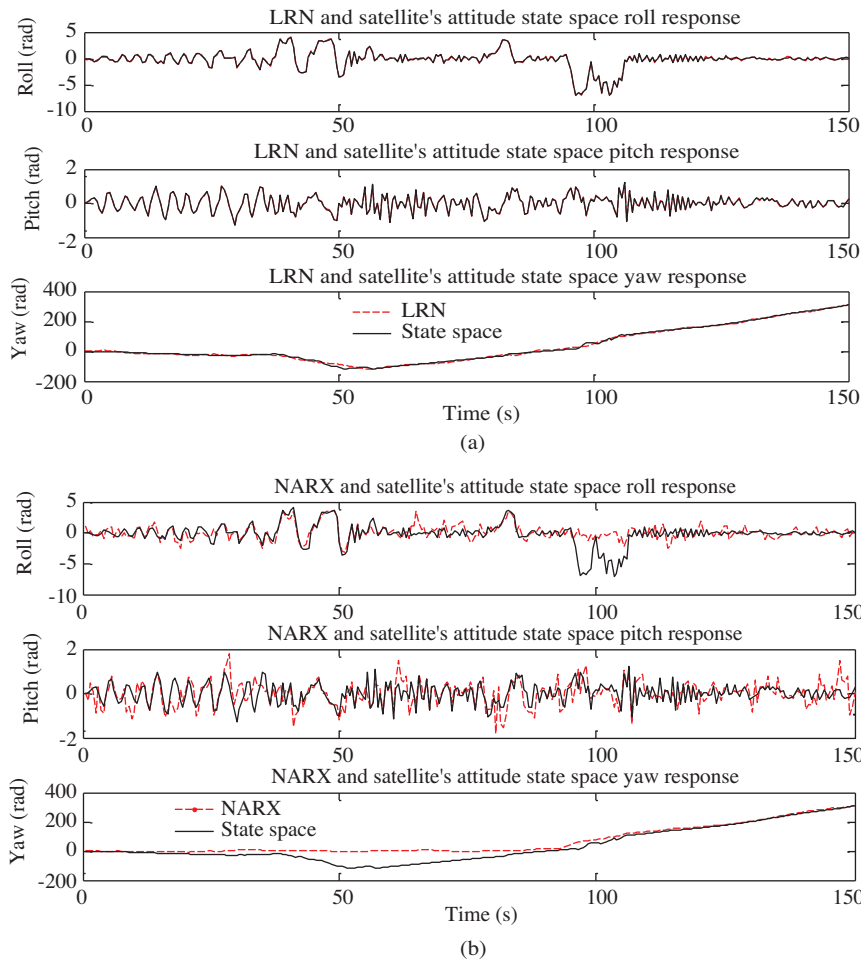 LRN and satellite's attitude state space roll response
Roll (rad)
5
0
-5
-10
0 50 100 150
LRN and satellite's attitude state space pitch response
Pitch (rad)
2
0
-2
0 50 100 150
LRN and satellite's attitude state space yaw response
Yaw (rad)
400
200
0
-200
LRN
State space
0 50 100 150
Time (s)
(a)
NARX and satellite's attitude state space roll response
Roll (rad)
5
0
-5
-10
0 50 100 150
NARX and satellite's attitude state space pitch response
Pitch (rad)
2
0
-2
0 50 100 150
NARX and satellite's attitude state space yaw response
Yaw (rad)
400
200
0
-200
NARX
State space
0 50 100 150
Time (s)
(b)